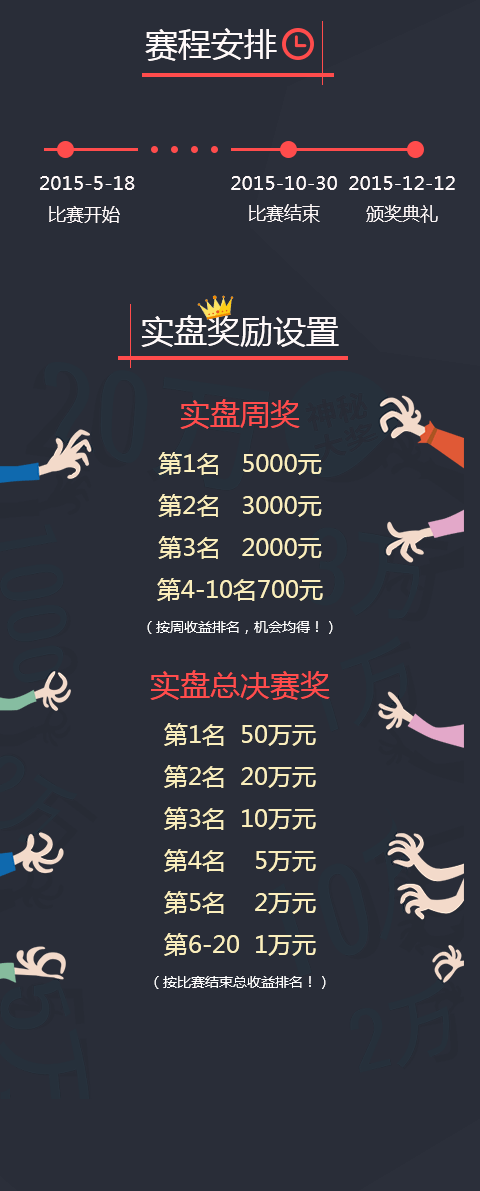 赛程安排
2015-5-18 2015-10-30 2015-12-12
比赛开始 比赛结束 颁奖典礼
实盘奖励设置
实盘周奖
第1名 5000元
第2名 3000元
第3名 2000元
第4-10名700元
（按周收益排名，机会均得！）
实盘总决赛奖
第1名 50万元
第2名 20万元
第3名 10万元
第4名 5万元
第5名 2万元
第6-20 1万元
（按比赛结束总收益排名！）